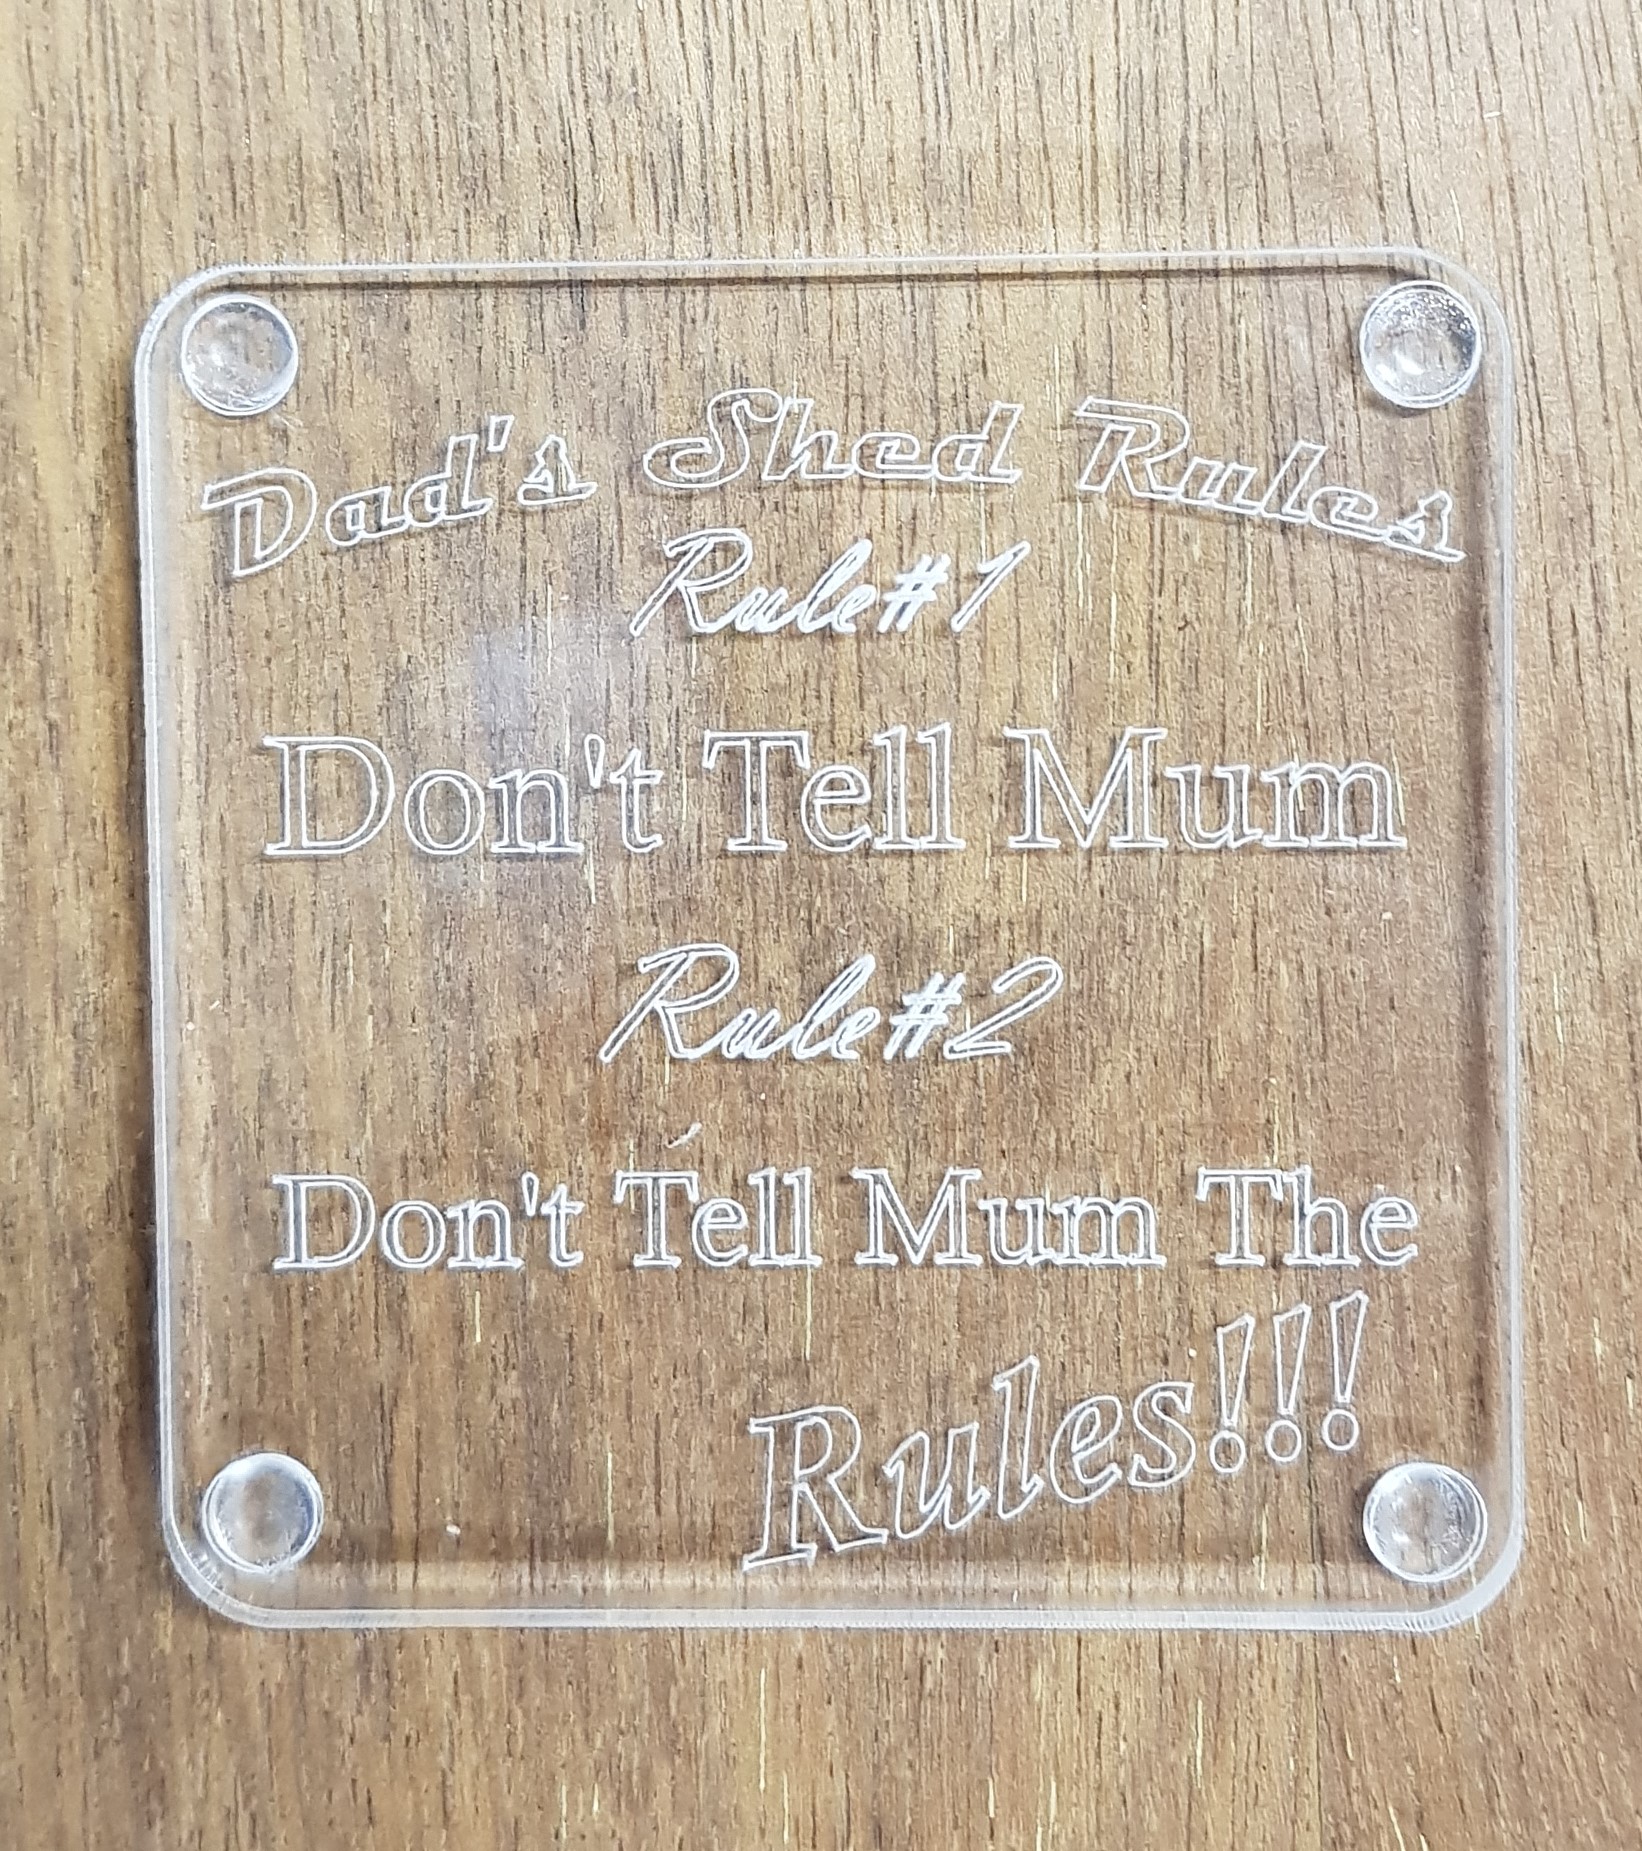 Dad's Shed Rules
Rule#1
Don't Tell Mum
Rule#2
Don't Tell Mum The
Rules!!!